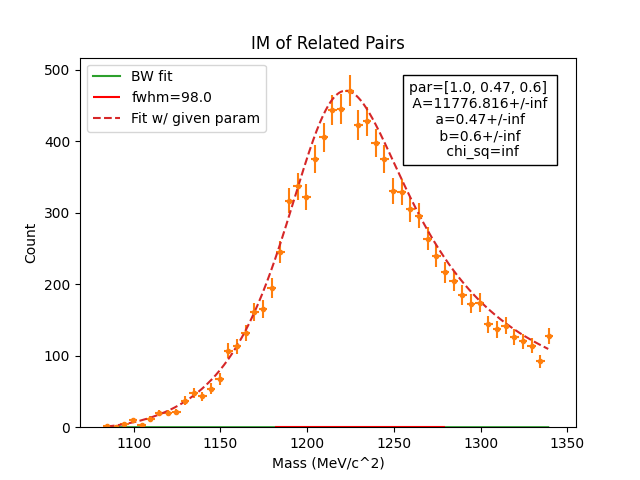 IM of Related Pairs
BW fit
fwhm=98.0
Fit w/ given param
par=[1.0, 0.47, 0.6]
A=11776.816+/-inf
a=0.47+/-inf
b=0.6+/-inf
chi_sq=inf
Count
500
400
300
200
100
0
1100 1150 1200 1250 1300 1350
Mass (MeV/c^2)